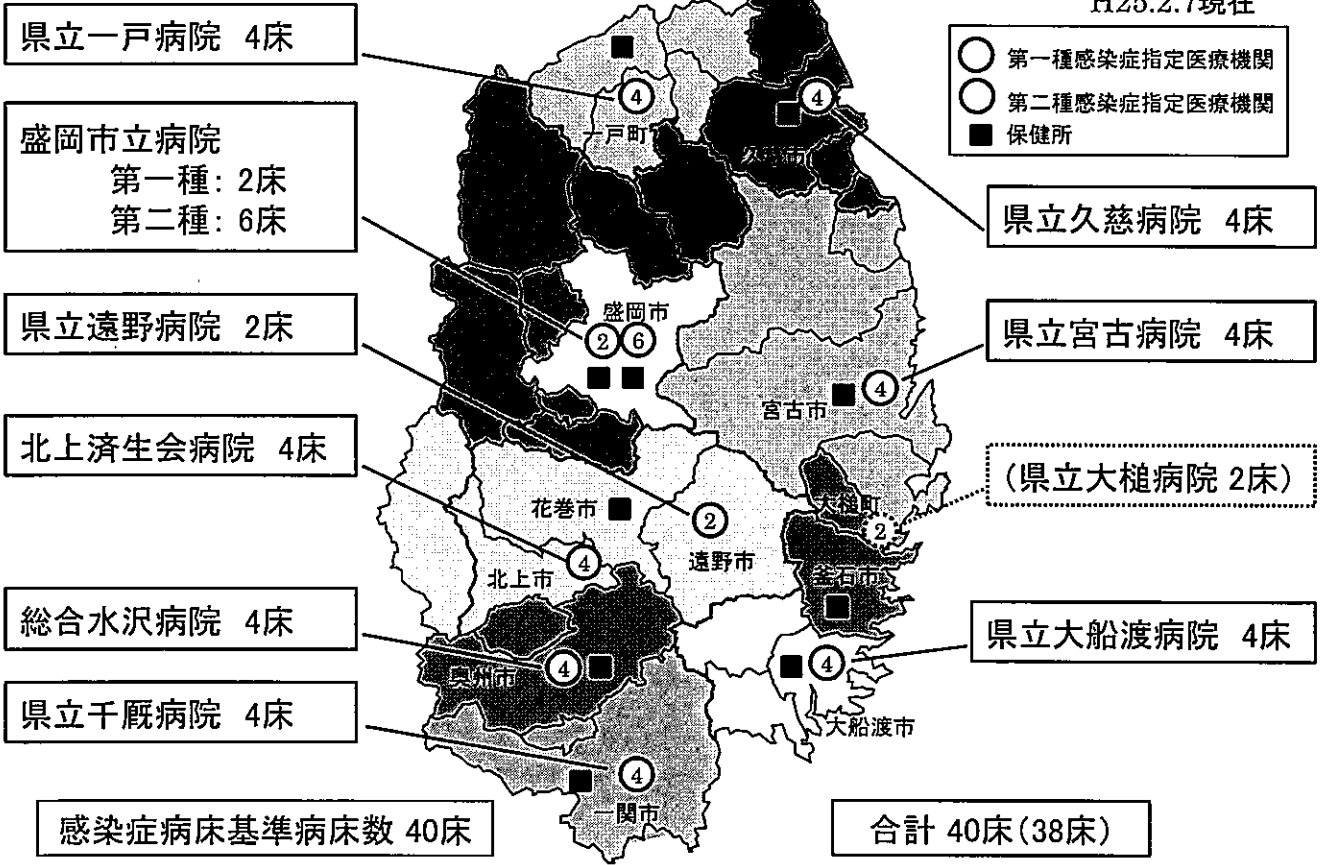 H25.2.7現在
第一種感染症指定医療機関
第二種感染症指定医療機関
保健所
県立一戸病院 4床
盛岡市立病院
第一種: 2床
第二種: 6床
県立遠野病院 2床
北上済生会病院 4床
総合水沢病院 4床
県立千厩病院 4床
県立久慈病院 4床
県立宮古病院 4床
(県立大槌病院 2床)
県立大船渡病院 4床
4
一戸町
4
久慈市
盛岡市
2
6
4
宮古市
大槌町
2
花巻市
2
遠野市
4
北上市
釜石市
4
奥州市
4
大船渡市
4
一関市
感染症病床基準病床数 40床
合計 40床(38床)